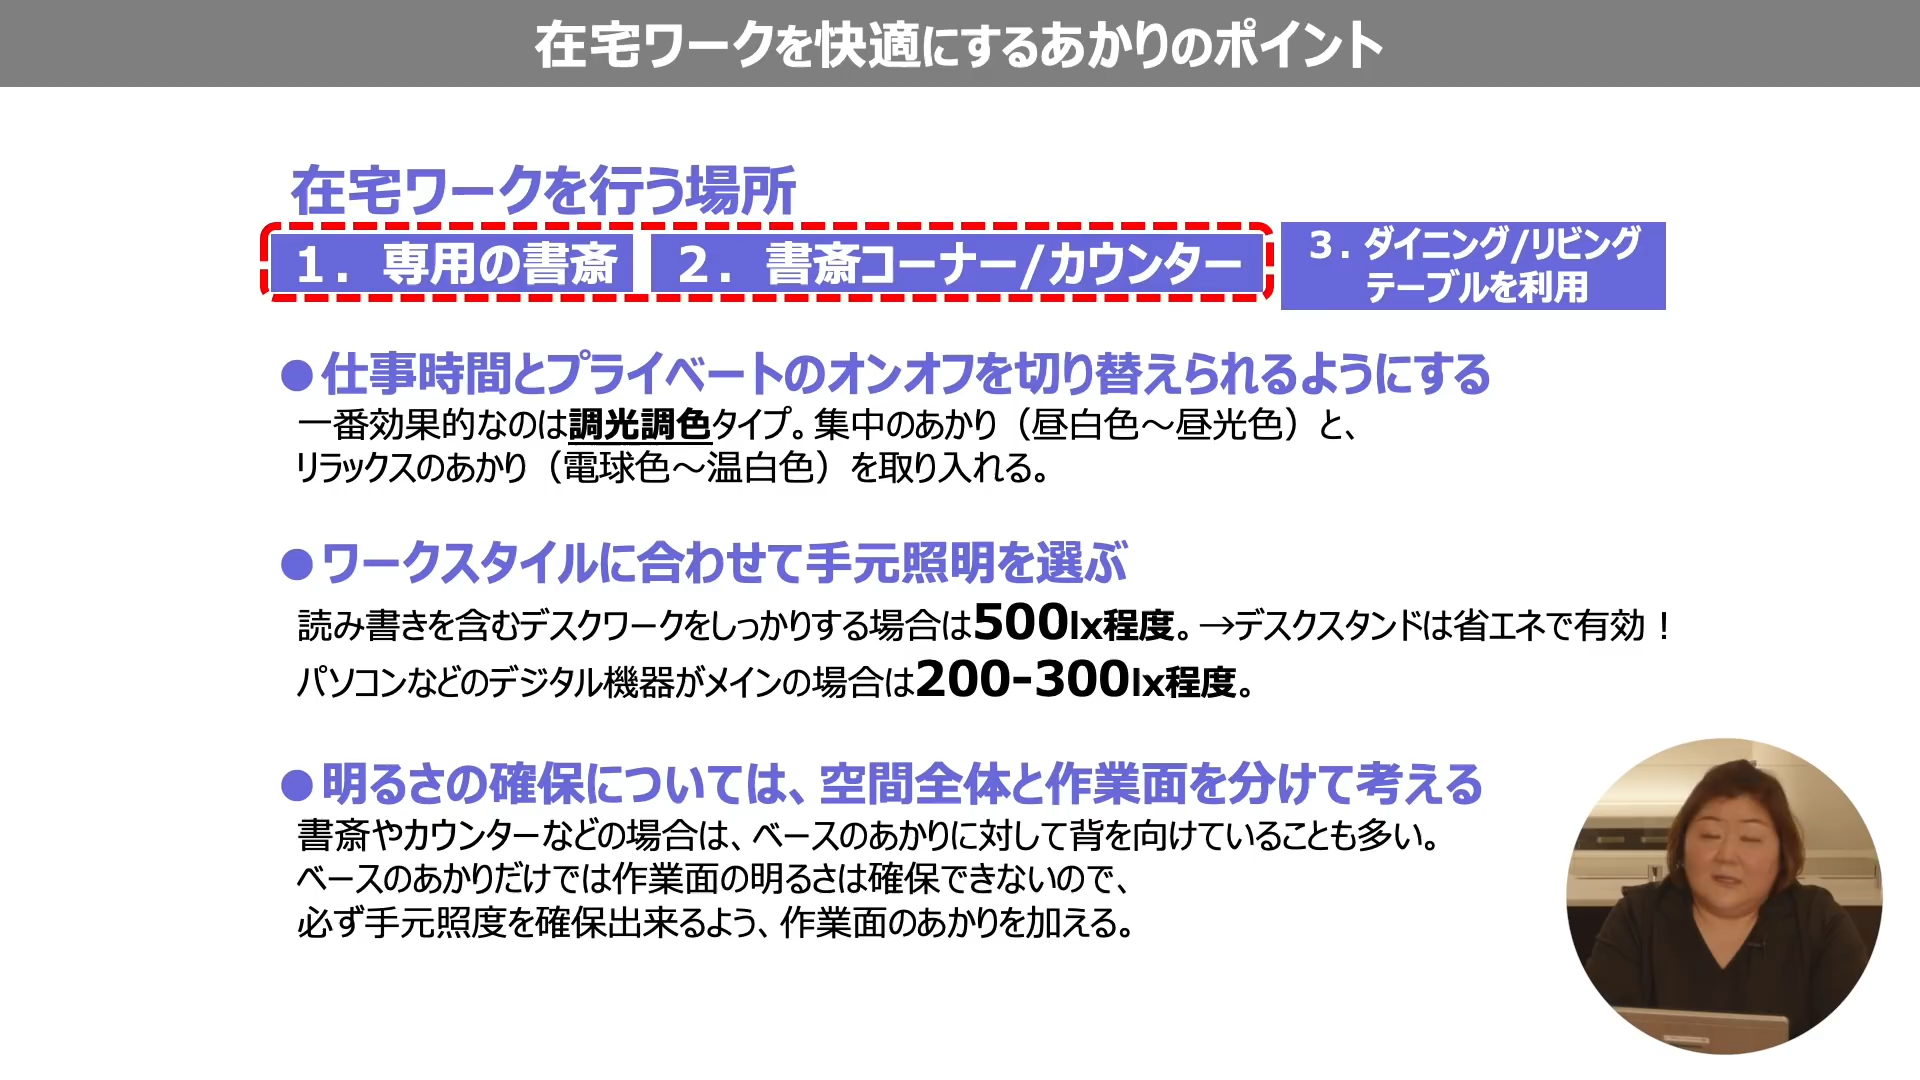 在宅ワークを快適にするあかりのポイント
在宅ワークを行う場所
１．専用の書斎
２．書斎コーナー/カウンター
３．ダイニング/リビング
テーブルを利用
●仕事時間とプライベートのオンオフを切り替えられるようにする
一番効果的なのは調光調色タイプ。集中のあかり（昼白色～昼光色）と、
リラックスのあかり（電球色～温白色）を取り入れる。
●ワークスタイルに合わせて手元照明を選ぶ
読み書きを含むデスクワークをしっかりする場合は500lx程度。→デスクスタンドは省エネで有効！
パソコンなどのデジタル機器がメインの場合は200-300lx程度。
●明るさの確保については、空間全体と作業面を分けて考える
書斎やカウンターなどの場合は、ベースのあかりに対して背を向けていることも多い。
ベースのあかりだけでは作業面の明るさは確保できないので、
必ず手元照度を確保出来るよう、作業面のあかりを加える。